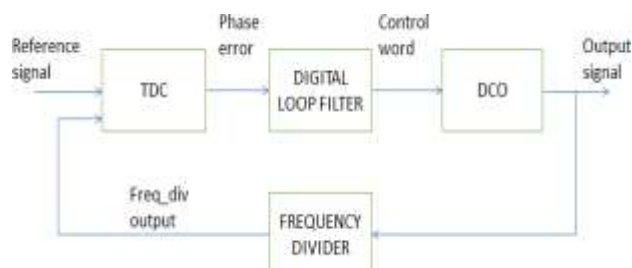 Reference
signal
Phase
error
Control
word
Output
signal
TDC
DIGITAL
LOOP FILTER
DCO
Freq_div
output
FREQUENCY
DIVIDER